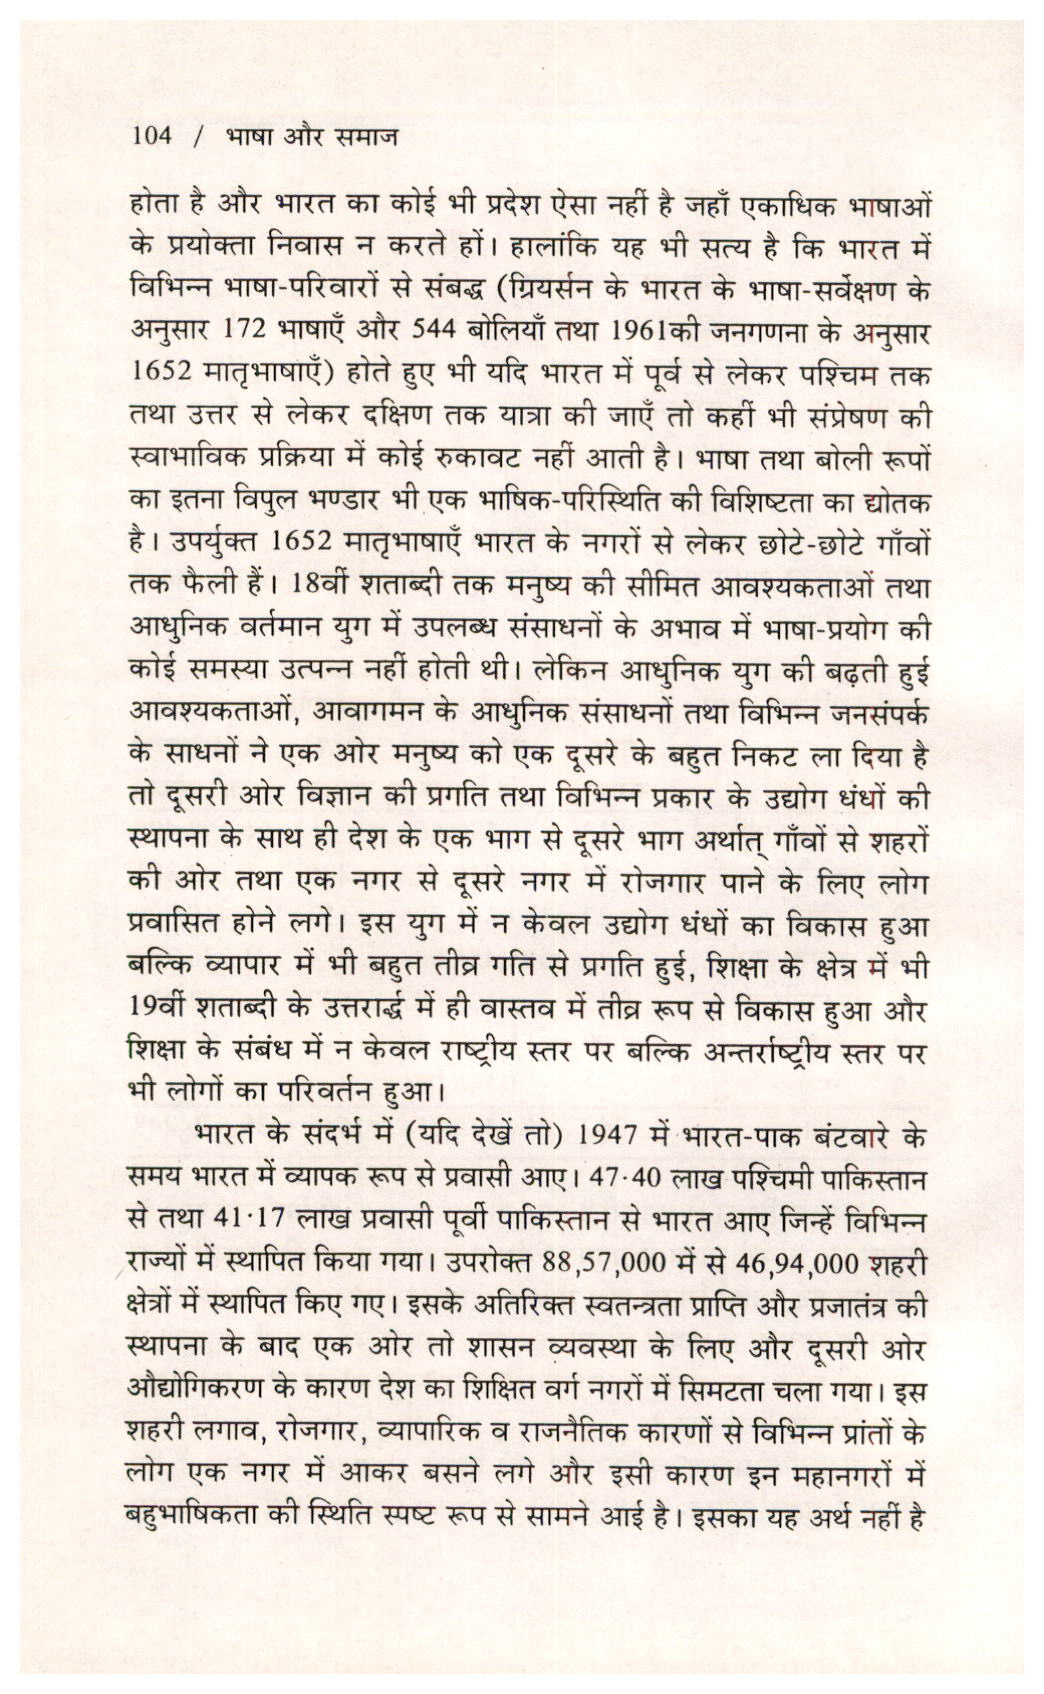 104 / भाषा और समाज
होता है और भारत का कोई भी प्रदेश ऐसा नहीं है जहाँ एकाधिक भाषाओं
के प्रयोक्ता निवास न करते हों। हालांकि यह भी सत्य है कि भारत में
विभिन्न भाषा-परिवारों से संबद्ध (ग्रियर्सन के भारत के भाषा-सर्वेक्षण के
अनुसार 172 भाषाएँ और 544 बोलियाँ तथा 1961की जनगणना के अनुसार
1652 मातृभाषाएँ) होते हुए भी यदि भारत में पूर्व से लेकर पश्चिम तक
तथा उत्तर से लेकर दक्षिण तक यात्रा की जाएँ तो कहीं भी संप्रेषण की
स्वाभाविक प्रक्रिया में कोई रुकावट नहीं आती है। भाषा तथा बोली रूपों
का इतना विपुल भण्डार भी एक भाषिक-परिस्थिति की विशिष्टता का द्योतक
है। उपर्युक्त 1652 मातृभाषाएँ भारत के नगरों से लेकर छोटे-छोटे गाँवों
तक फैली हैं। 18वीं शताब्दी तक मनुष्य की सीमित आवश्यकताओं तथा
आधुनिक वर्तमान युग में उपलब्ध संसाधनों के अभाव में भाषा-प्रयोग की
कोई समस्या उत्पन्न नहीं होती थी। लेकिन आधुनिक युग की बढ़ती हुई
आवश्यकताओं, आवागमन के आधुनिक संसाधनों तथा विभिन्न जनसंपर्क
के साधनों ने एक ओर मनुष्य को एक दूसरे के बहुत निकट ला दिया है
तो दूसरी ओर विज्ञान की प्रगति तथा विभिन्न प्रकार के उद्योग धंधों की
स्थापना के साथ ही देश के एक भाग से दूसरे भाग अर्थात् गाँवों से शहरों
की ओर तथा एक नगर से दूसरे नगर में रोजगार पाने के लिए लोग
प्रवासित होने लगे। इस युग में न केवल उद्योग धंधों का विकास हुआ
बल्कि व्यापार में भी बहुत तीव्र गति से प्रगति हुई, शिक्षा के क्षेत्र में भी
19वीं शताब्दी के उत्तरार्द्ध में ही वास्तव में तीव्र रूप से विकास हुआ और
शिक्षा के संबंध में न केवल राष्ट्रीय स्तर पर बल्कि अन्तर्राष्ट्रीय स्तर पर
भी लोगों का परिवर्तन हुआ।
भारत के संदर्भ में (यदि देखें तो) 1947 में भारत-पाक बंटवारे के
समय भारत में व्यापक रूप से प्रवासी आए। 47·40 लाख पश्चिमी पाकिस्तान
से तथा 41·17 लाख प्रवासी पूर्वी पाकिस्तान से भारत आए जिन्हें विभिन्न
राज्यों में स्थापित किया गया। उपरोक्त 88,57,000 में से 46,94,000 शहरी
क्षेत्रों में स्थापित किए गए। इसके अतिरिक्त स्वतन्त्रता प्राप्ति और प्रजातंत्र की
स्थापना के बाद एक ओर तो शासन व्यवस्था के लिए और दूसरी ओर
औद्योगिकरण के कारण देश का शिक्षित वर्ग नगरों में सिमटता चला गया। इस
शहरी लगाव, रोजगार, व्यापारिक व राजनैतिक कारणों से विभिन्न प्रांतों के
लोग एक नगर में आकर बसने लगे और इसी कारण इन महानगरों में
बहुभाषिकता की स्थिति स्पष्ट रूप से सामने आई है। इसका यह अर्थ नहीं है